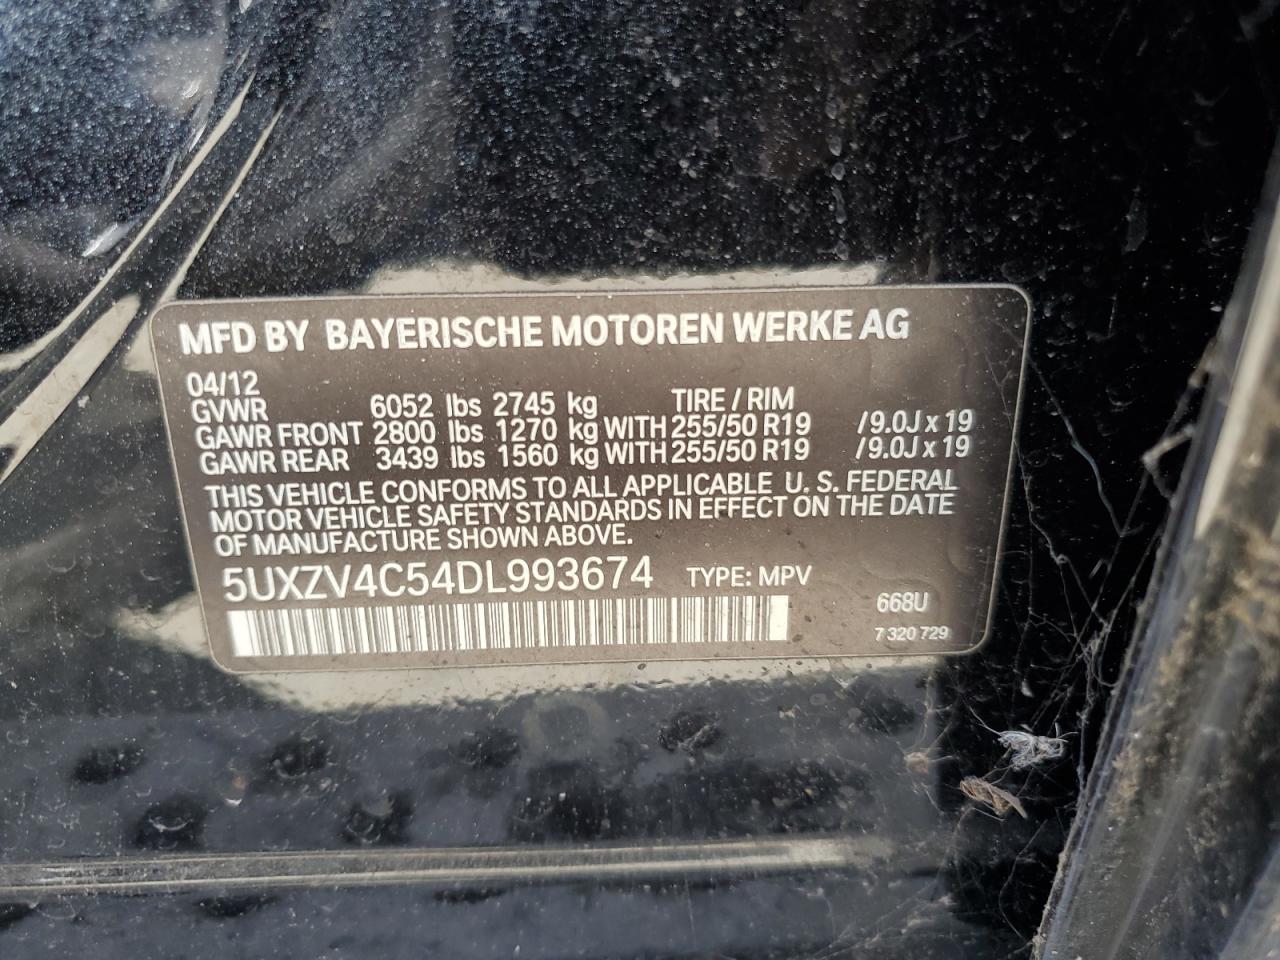 MFD BY BAYERISCHE MOTOREN WERKE AG
04/12
GVWR 6052 lbs 2745 kg TIRE / RIM
GAWR FRONT 2800 lbs 1270 kg WITH 255/50 R19 /9.0J x 19
GAWR REAR 3439 lbs 1560 kg WITH 255/50 R19 /9.0J x 19
THIS VEHICLE CONFORMS TO ALL APPLICABLE U. S. FEDERAL
MOTOR VEHICLE SAFETY STANDARDS IN EFFECT ON THE DATE
OF MANUFACTURE SHOWN ABOVE.
5UXZV4C54DL993674 TYPE: MPV
668U
7 320 729